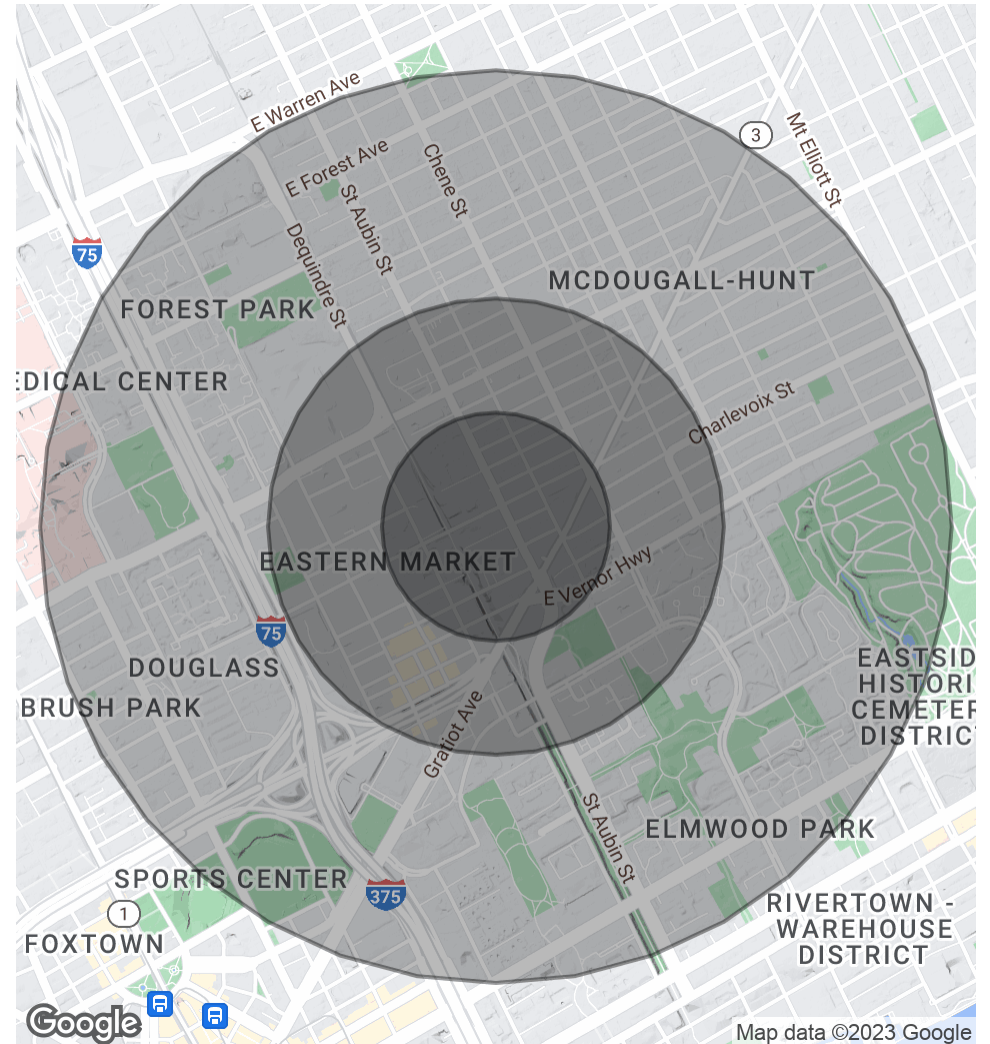 E Warren Ave
3
Mt Elliott St
E Forest Ave
Chene St
St Aubin St
75
Dequindre St
MCDOUGALL-HUNT
FOREST PARK
EDICAL CENTER
Charlevoix St
EASTERN MARKET
E Vernor Hwy
75
DOUGLASS
EASTSID
HISTORI
CEMETER
DISTRIC
BRUSH PARK
Gratiot Ave
St Aubin St
ELMWOOD PARK
SPORTS CENTER
375
1
RIVERTOWN -
WAREHOUSE
DISTRICT
FOXTOWN
Google
Map data ©2023 Google